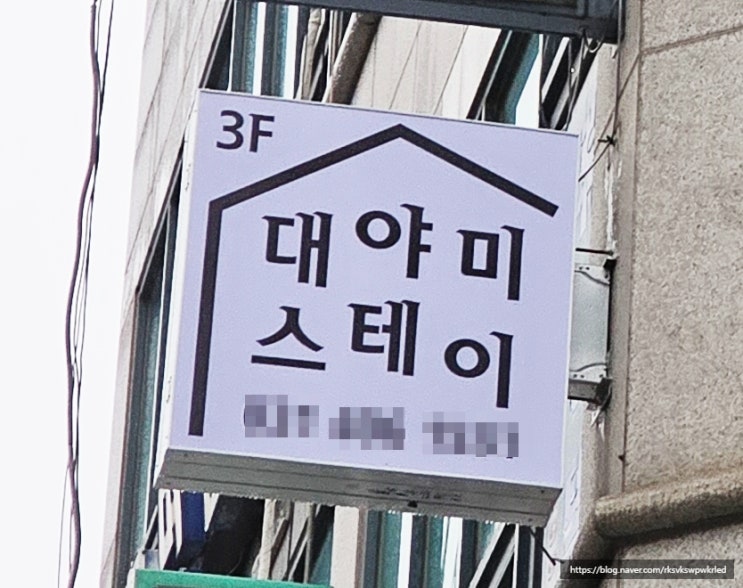 3F
대야미
스테이
https://blog.naver.com/rksvkswpwkrled